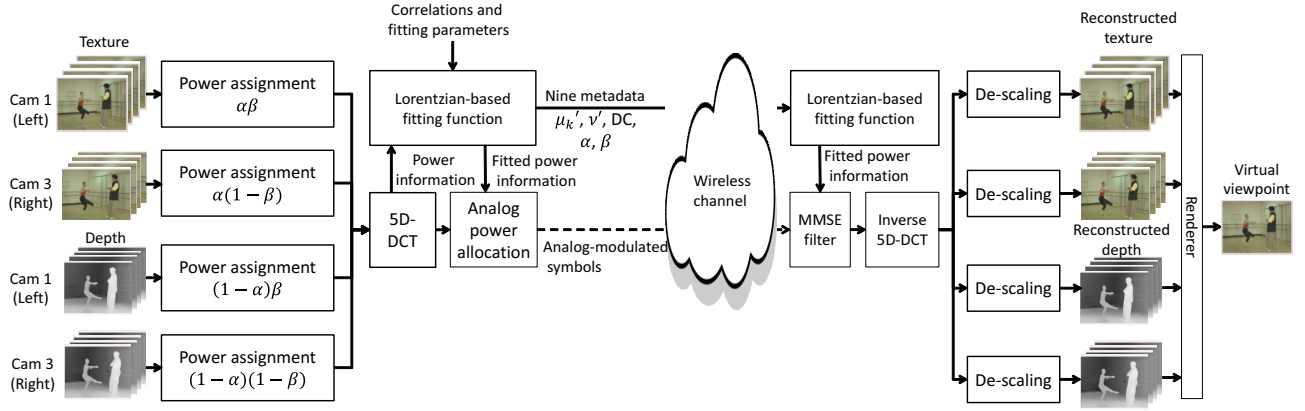 Correlations and
fitting parameters
Texture
Cam 1
(Left)
Power assignment
αβ
Cam 3
(Right)
Power assignment
α(1 − β)
Depth
Cam 1
(Left)
Power assignment
(1 − α)β
Cam 3
(Right)
Power assignment
(1 − α)(1 − β)
Lorentzian-based
fitting function
Nine metadata
μₖ′, ν′, DC,
α, β
Power
information
Fitted power
information
5D-
DCT
Analog
power
allocation
Analog-modulated
symbols
Wireless
channel
Lorentzian-based
fitting function
Fitted power
information
MMSE
filter
Inverse
5D-DCT
De-scaling
De-scaling
De-scaling
De-scaling
Reconstructed
texture
Reconstructed
depth
Renderer
Virtual
viewpoint